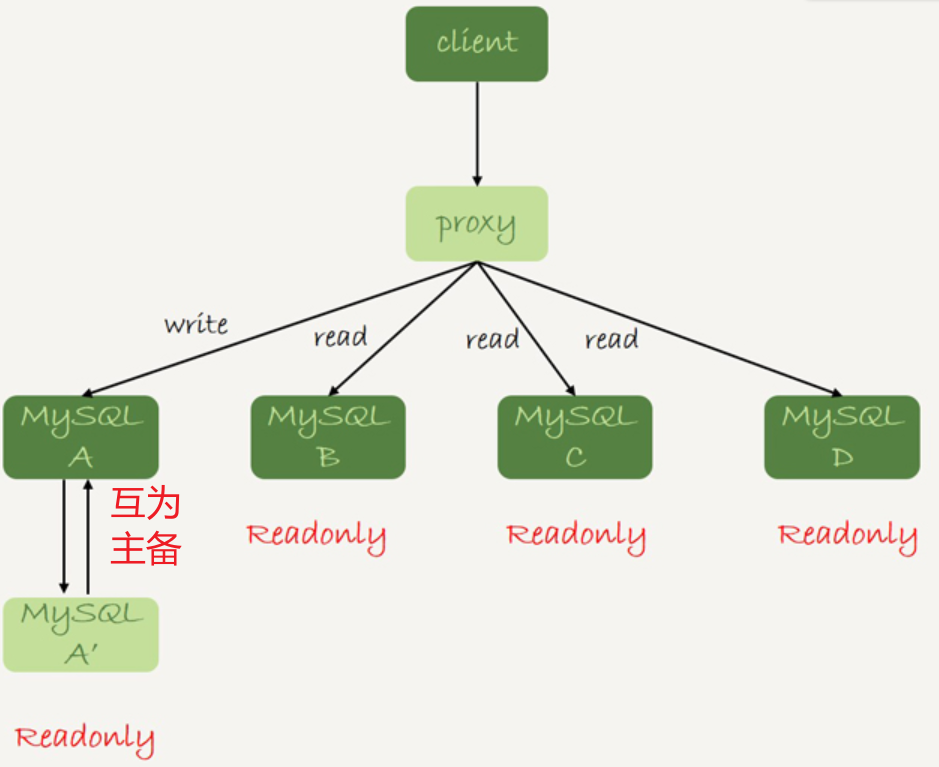 client
proxy
write
read
read
read
MySQL
A
MySQL
B
MySQL
C
MySQL
D
互为
主备
Readonly
Readonly
Readonly
MySQL
A'
Readonly